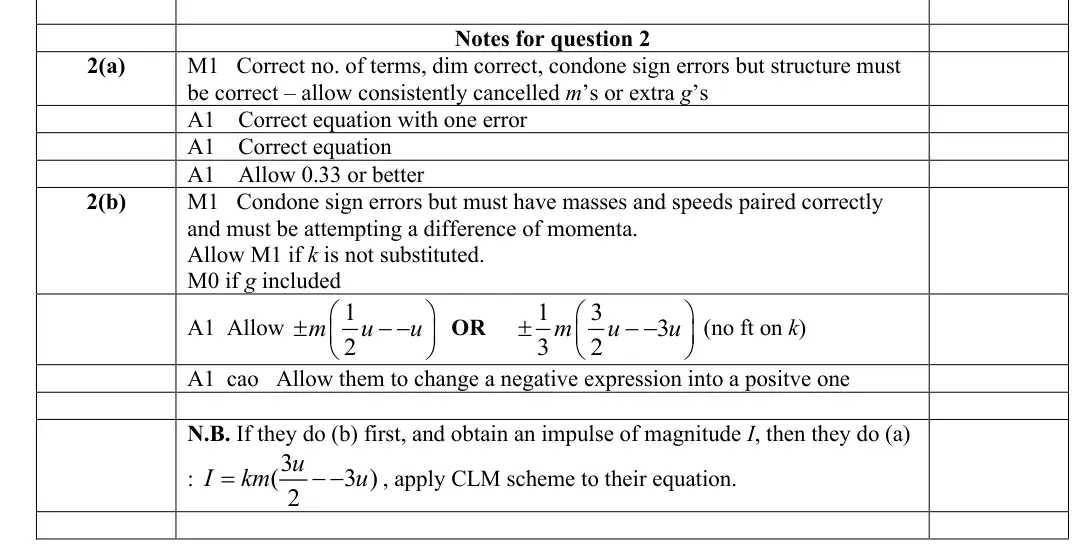 Notes for question 2
2(a) M1 Correct no. of terms, dim correct, condone sign errors but structure must
be correct – allow consistently cancelled m’s or extra g’s
A1 Correct equation with one error
A1 Correct equation
A1 Allow 0.33 or better
2(b) M1 Condone sign errors but must have masses and speeds paired correctly
and must be attempting a difference of momenta.
Allow M1 if k is not substituted.
M0 if g included
A1 Allow ±m(1/2 u − −u) OR ±1/3 m(3/2 u − −3u) (no ft on k)
A1 cao Allow them to change a negative expression into a positve one
N.B. If they do (b) first, and obtain an impulse of magnitude I, then they do (a)
: I = km(3u/2 − −3u) , apply CLM scheme to their equation.